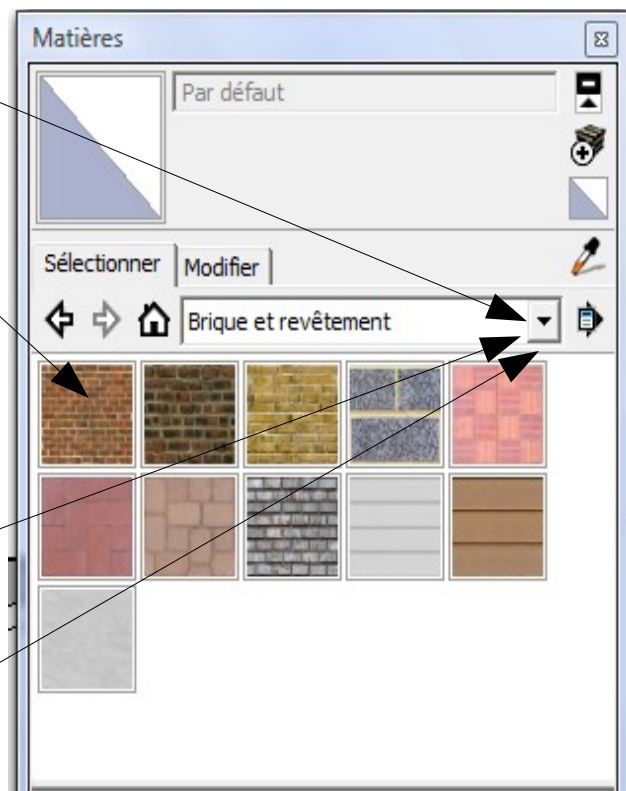 Matières
Par défaut
Sélectionner Modifier
Brique et revêtement